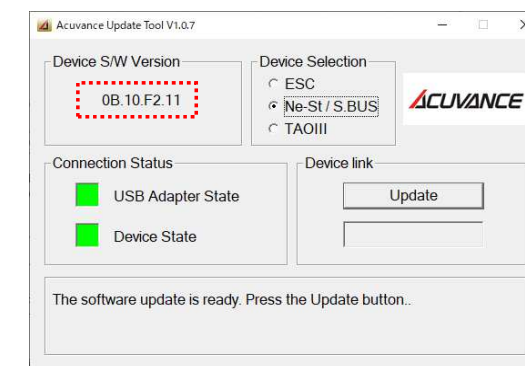 Acuvance Update Tool V1.0.7
Device S/W Version
0B.10.F2.11
Device Selection
ESC
Ne-St / S.BUS
TAOIII
ACUVANCE
Connection Status
USB Adapter State
Device State
Device link
Update
The software update is ready. Press the Update button..